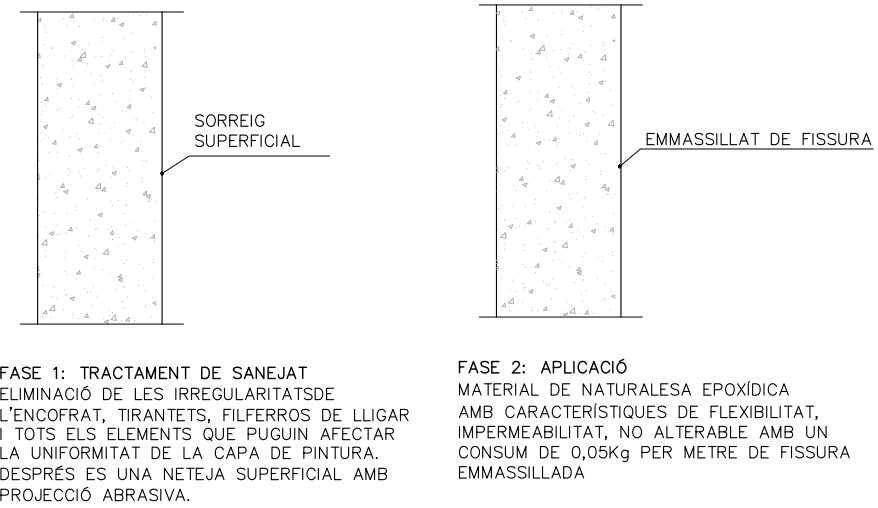 SORREIG
SUPERFICIAL
EMMASSILLAT DE FISSURA
FASE 1: TRACTAMENT DE SANEJAT
ELIMINACIÓ DE LES IRREGULARITATSDE
L'ENCOFRAT, TIRANTETS, FILFERROS DE LLIGAR
I TOTS ELS ELEMENTS QUE PUGUIN AFECTAR
LA UNIFORMITAT DE LA CAPA DE PINTURA.
DESPRÉS ES UNA NETEJA SUPERFICIAL AMB
PROJECCIÓ ABRASIVA.
FASE 2: APLICACIÓ
MATERIAL DE NATURALESA EPOXÍDICA
AMB CARACTERÍSTIQUES DE FLEXIBILITAT,
IMPERMEABILITAT, NO ALTERABLE AMB UN
CONSUM DE 0,05Kg PER METRE DE FISSURA
EMMASSILLADA